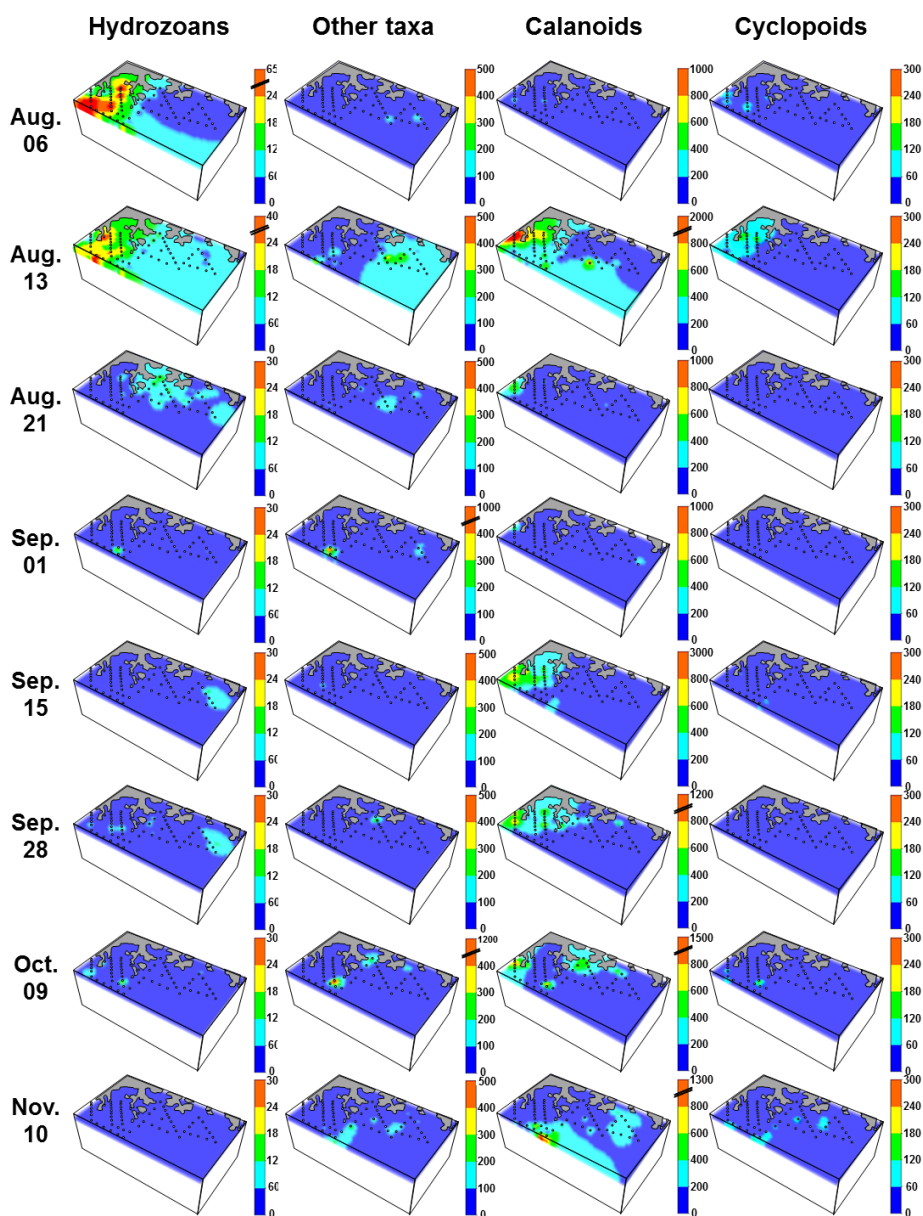 Hydrozoans Other taxa Calanoids Cyclopoids
65 500 1000 300
24 400 800 240
Aug. 18 300 600 180
06 12 200 400 120
60 100 200 60
0 0 0 0
40 500 2000 300
24 400 800 240
Aug. 18 300 600 180
13 12 200 400 120
60 100 200 60
0 0 0 0
30 500 1000 300
24 400 800 240
Aug. 18 300 600 180
21 12 200 400 120
60 100 200 60
0 0 0 0
30 1000 1000 300
24 400 800 240
Sep. 18 300 600 180
01 12 200 400 120
60 100 200 60
0 0 0 0
30 500 3000 300
24 400 800 240
Sep. 18 300 600 180
15 12 200 400 120
60 100 200 60
0 0 0 0
30 500 1200 300
24 400 800 240
Sep. 18 300 600 180
28 12 200 400 120
60 100 200 60
0 0 0 0
30 1200 1500 300
24 400 800 240
Oct. 18 300 600 180
09 12 200 400 120
60 100 200 60
0 0 0 0
30 500 1300 300
24 400 800 240
Nov. 18 300 600 180
10 12 200 400 120
60 100 200 60
0 0 0 0